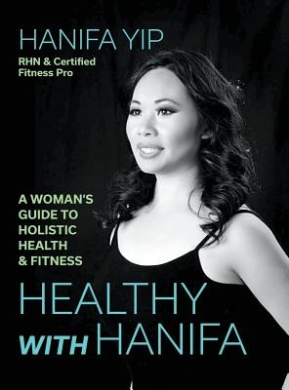 HANIFA YIP
RHN & Certified
Fitness Pro
A WOMAN'S
GUIDE TO
HOLISTIC
HEALTH
& FITNESS
HEALTHY
WITH HANIFA